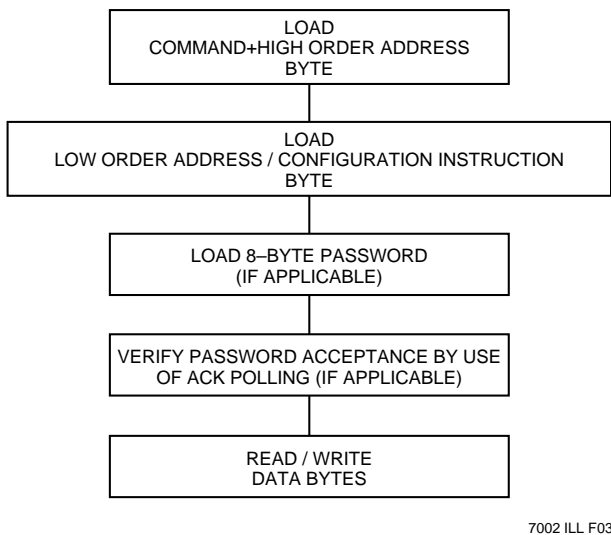 LOAD
COMMAND+HIGH ORDER ADDRESS
BYTE
LOAD
LOW ORDER ADDRESS / CONFIGURATION INSTRUCTION
BYTE
LOAD 8–BYTE PASSWORD
(IF APPLICABLE)
VERIFY PASSWORD ACCEPTANCE BY USE
OF ACK POLLING (IF APPLICABLE)
READ / WRITE
DATA BYTES
7002 ILL F03